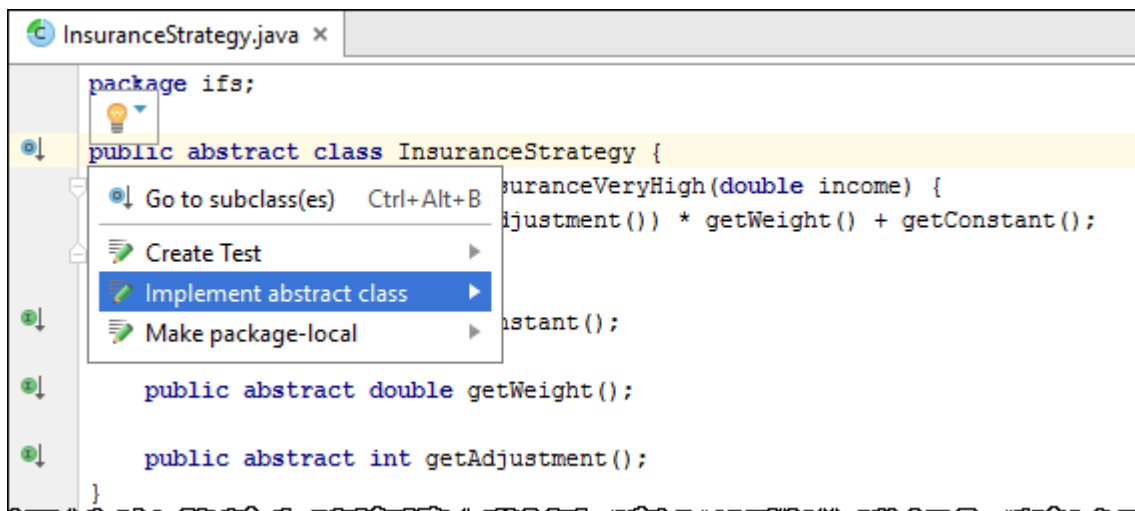 InsuranceStrategy.java ×
package ifs;
public abstract class InsuranceStrategy {
suranceVeryHigh(double income) {
Go to subclass(es) Ctrl+Alt+B
justment()) * getWeight() + getConstant();
Create Test
Implement abstract class
nstant();
Make package-local
public abstract double getWeight();
public abstract int getAdjustment();
}